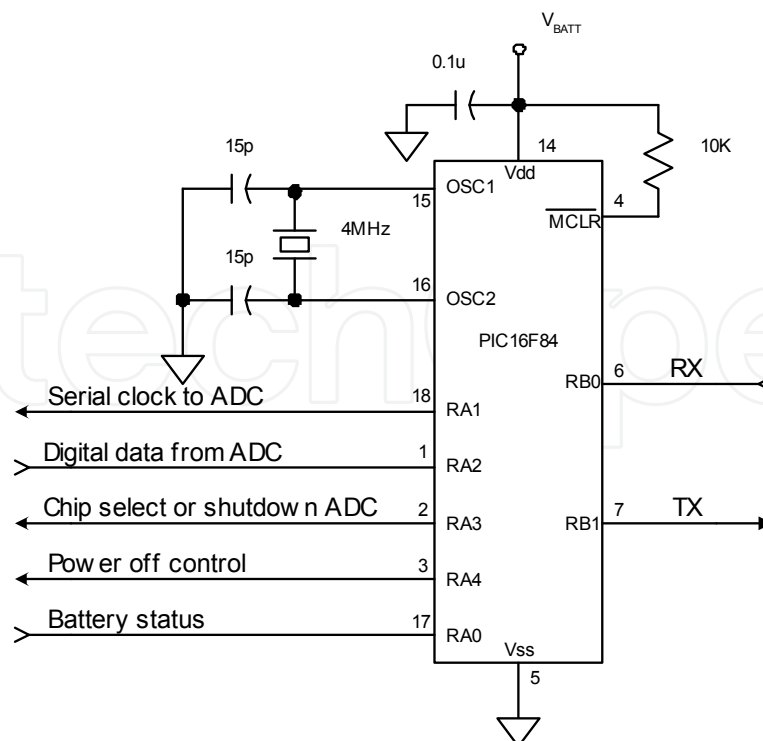 VBATT
0.1u
14
10K
15p
Vdd
OSC1
4
15
MCLR
4MHz
15p
16
OSC2
PIC16F84
6
RX
RB0
Serial clock to ADC
18
RA1
Digital data from ADC
1
RA2
Chip select or shutdown ADC
2
RA3
7
TX
RB1
Power off control
3
RA4
Battery status
17
RA0
Vss
5